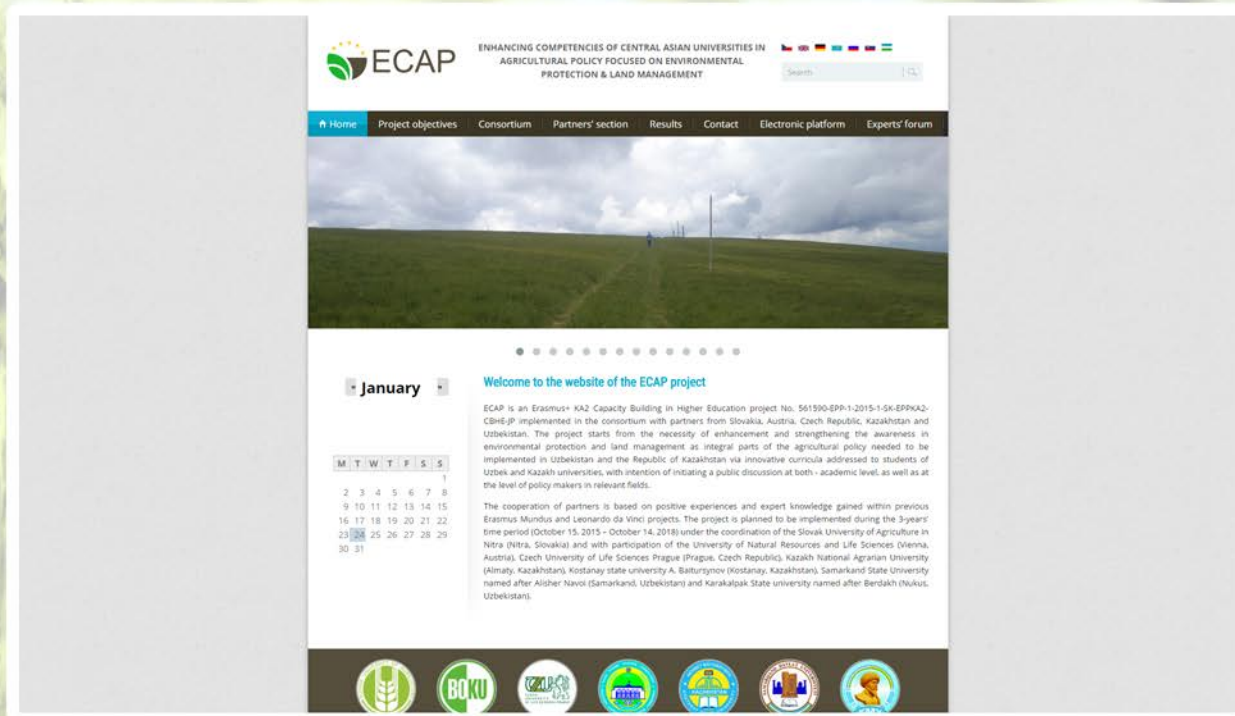 ECAP
ENHANCING COMPETENCIES OF CENTRAL ASIAN UNIVERSITIES IN
AGRICULTURAL POLICY FOCUSED ON ENVIRONMENTAL
PROTECTION & LAND MANAGEMENT
Search
Home Project objectives Consortium Partners' section Results Contact Electronic platform Experts' forum
January
M T W T F S S
1
2 3 4 5 6 7 8
9 10 11 12 13 14 15
16 17 18 19 20 21 22
23 24 25 26 27 28 29
30 31
Welcome to the website of the ECAP project
ECAP is an Erasmus+ KA2 Capacity Building in Higher Education project No. 561590-EPP-1-2015-1-SK-EPPKA2-
CBHE-JP implemented in the consortium with partners from Slovakia, Austria, Czech Republic, Kazakhstan and
Uzbekistan. The project starts from the necessity of enhancement and strengthening the awareness in
environmental protection and land management as integral parts of the agricultural policy needed to be
implemented in Uzbekistan and the Republic of Kazakhstan via innovative curricula addressed to students of
Uzbek and Kazakh universities, with intention of initiating a public discussion at both - academic level, as well as at
the level of policy makers in relevant fields.
The cooperation of partners is based on positive experiences and expert knowledge gained within previous
Erasmus Mundus and Leonardo da Vinci projects. The project is planned to be implemented during the 3-years'
time period (October 15, 2015 – October 14, 2018) under the coordination of the Slovak University of Agriculture in
Nitra (Nitra, Slovakia) and with participation of the University of Natural Resources and Life Sciences (Vienna,
Austria), Czech University of Life Sciences Prague (Prague, Czech Republic), Kazakh National Agrarian University
(Almaty, Kazakhstan), Kostanay state university A. Baitursynov (Kostanay, Kazakhstan), Samarkand State University
named after Alisher Navoi (Samarkand, Uzbekistan) and Karakalpak State university named after Berdakh (Nukus,
Uzbekistan).
BOKU